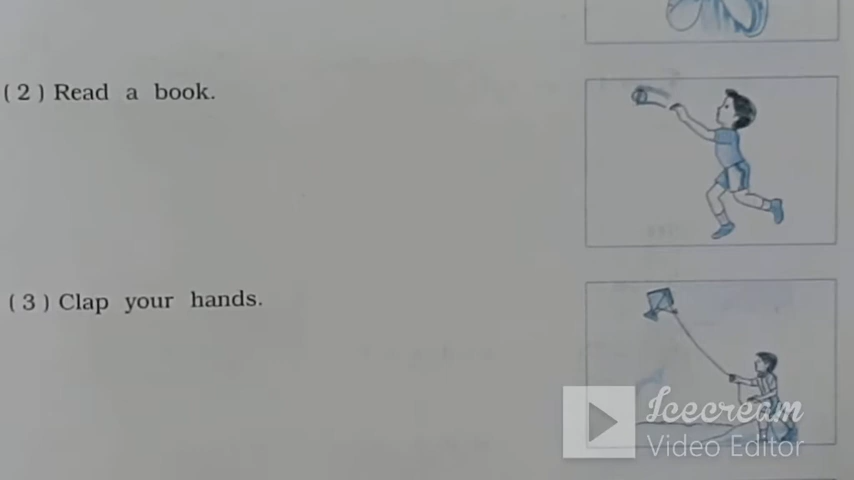 ( 2 ) Read a book.
( 3 ) Clap your hands.
Icecream
Video Editor